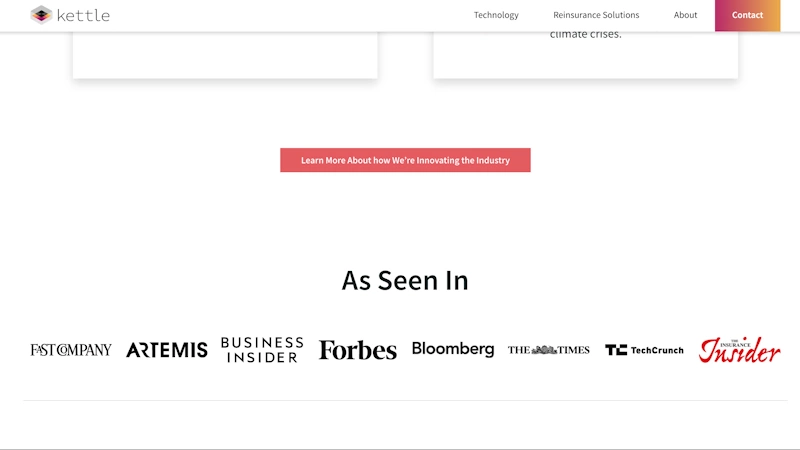 kettle
Technology
Reinsurance Solutions
About
Contact
climate crises.
Learn More About how We're Innovating the Industry
As Seen In
FAST COMPANY
ARTEMIS
BUSINESS
INSIDER
Forbes
Bloomberg
THE TIMES
TC TechCrunch
THE
INSURANCE
Insider